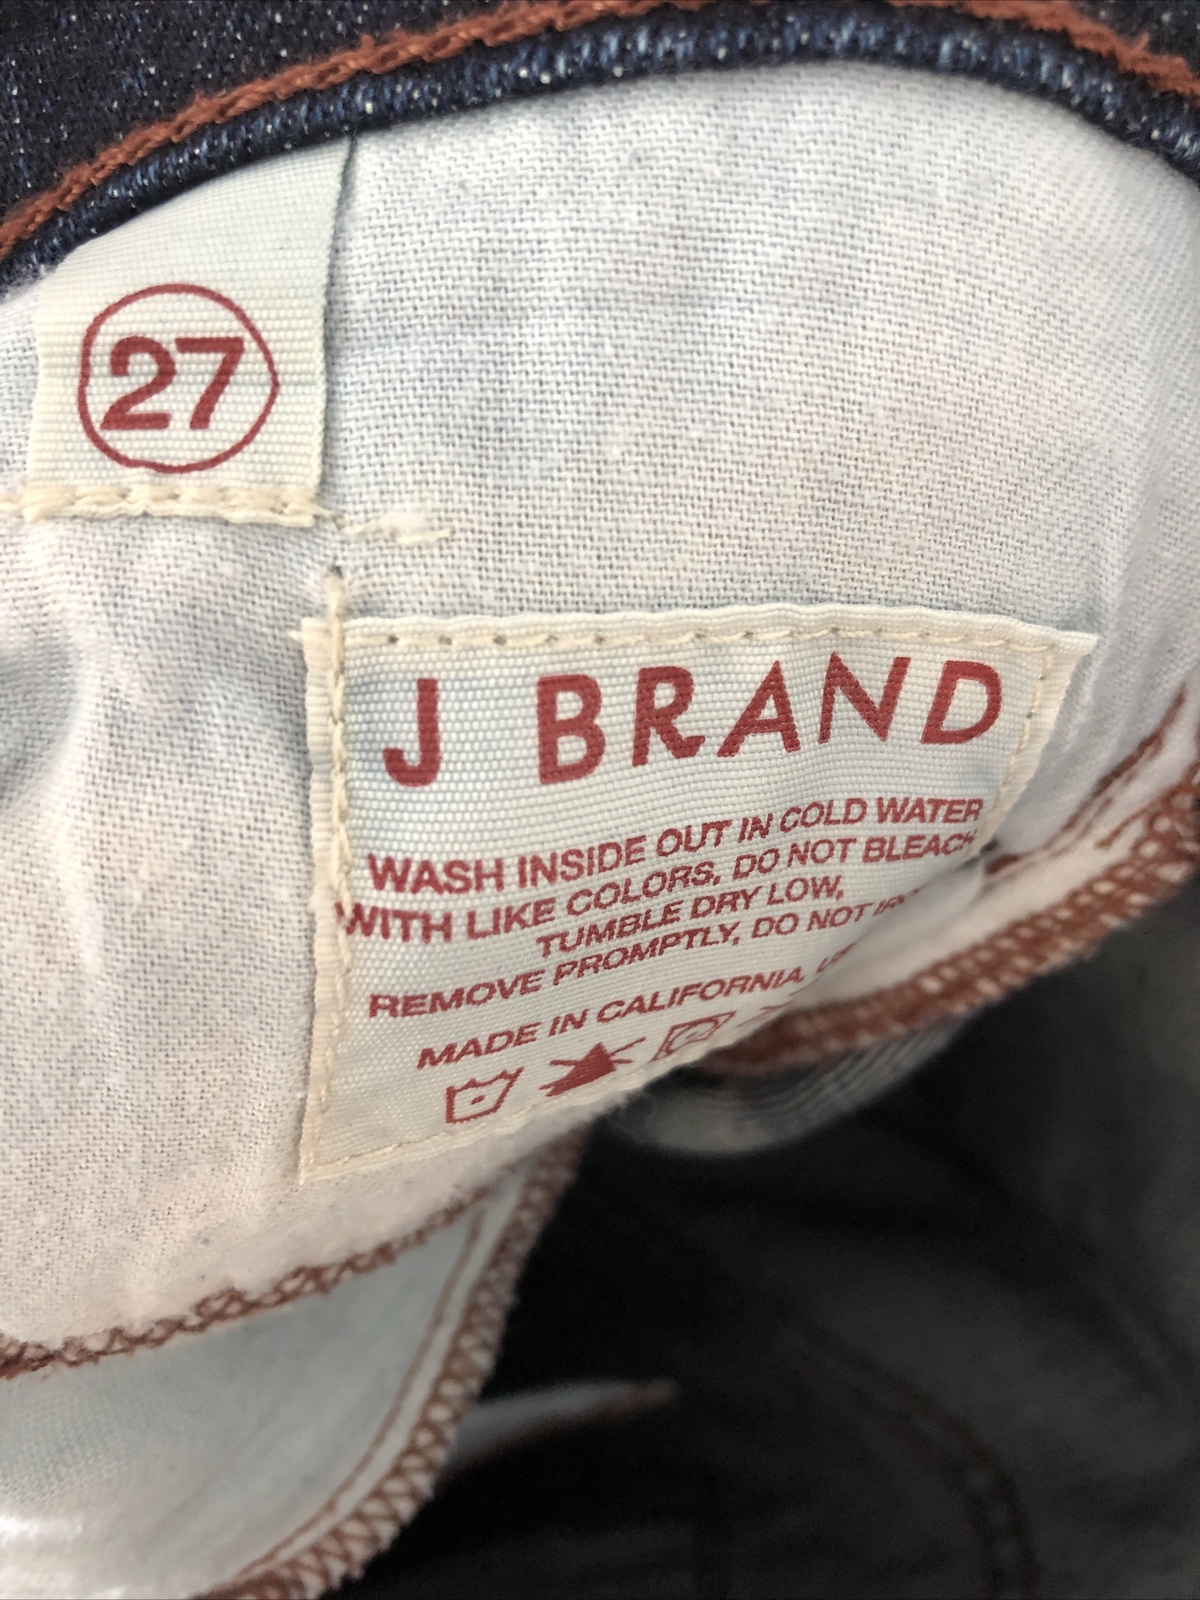 27
J BRAND
WASH INSIDE OUT IN COLD WATER
WITH LIKE COLORS, DO NOT BLEACH
TUMBLE DRY LOW,
REMOVE PROMPTLY, DO NOT
MADE IN CALIFORNIA,